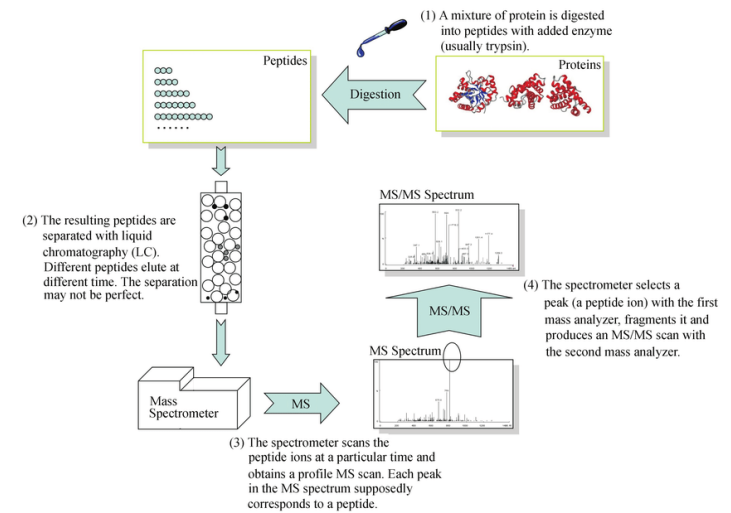 (1) A mixture of protein is digested
into peptides with added enzyme
(usually trypsin).
Peptides
Proteins
Digestion
(2) The resulting peptides are
separated with liquid
chromatography (LC).
Different peptides elute at
different time. The separation
may not be perfect.
MS/MS Spectrum
(4) The spectrometer selects a
peak (a peptide ion) with the first
mass analyzer, fragments it and
produces an MS/MS scan with
the second mass analyzer.
MS/MS
MS Spectrum
Mass
Spectrometer
MS
(3) The spectrometer scans the
peptide ions at a particular time and
obtains a profile MS scan. Each peak
in the MS spectrum supposedly
corresponds to a peptide.